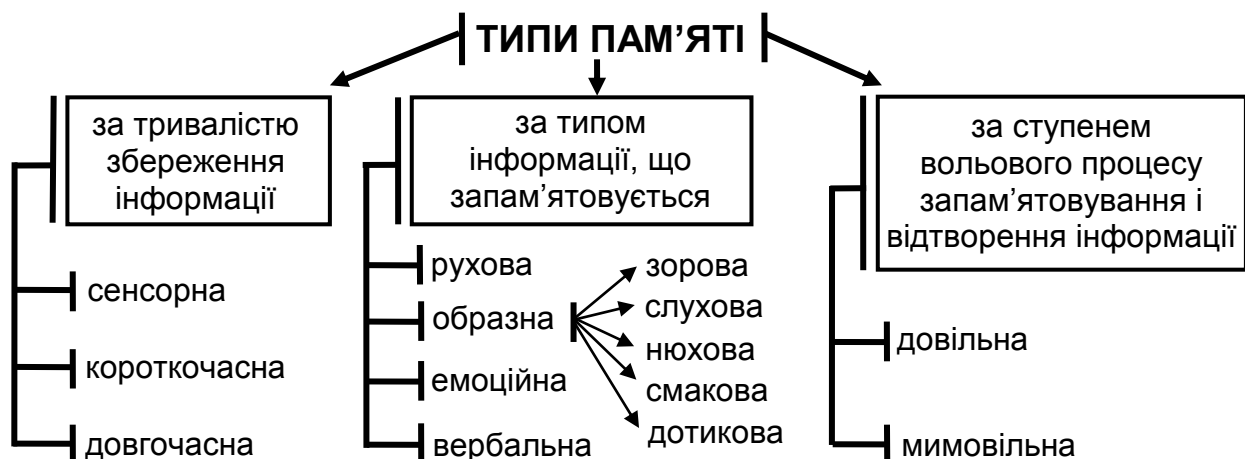 ТИПИ ПАМ’ЯТІ
за тривалістю
збереження
інформації
сенсорна
короткочасна
довгочасна
за типом
інформації, що
запам’ятовується
рухова
образна
емоційна
вербальна
зорова
слухова
нюхова
смакова
дотикова
за ступенем
вольового процесу
запам’ятовування і
відтворення інформації
довільна
мимовільна